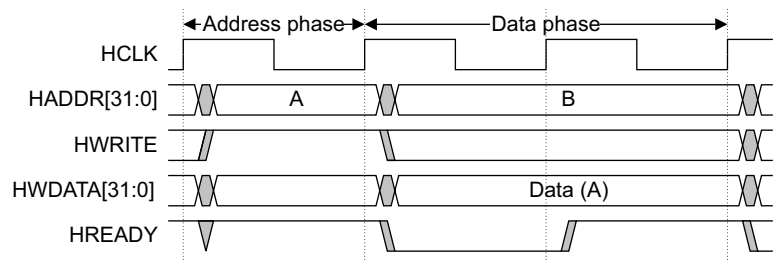 Address phase Data phase
HCLK
HADDR[31:0] A B
HWRITE
HWDATA[31:0] Data (A)
HREADY